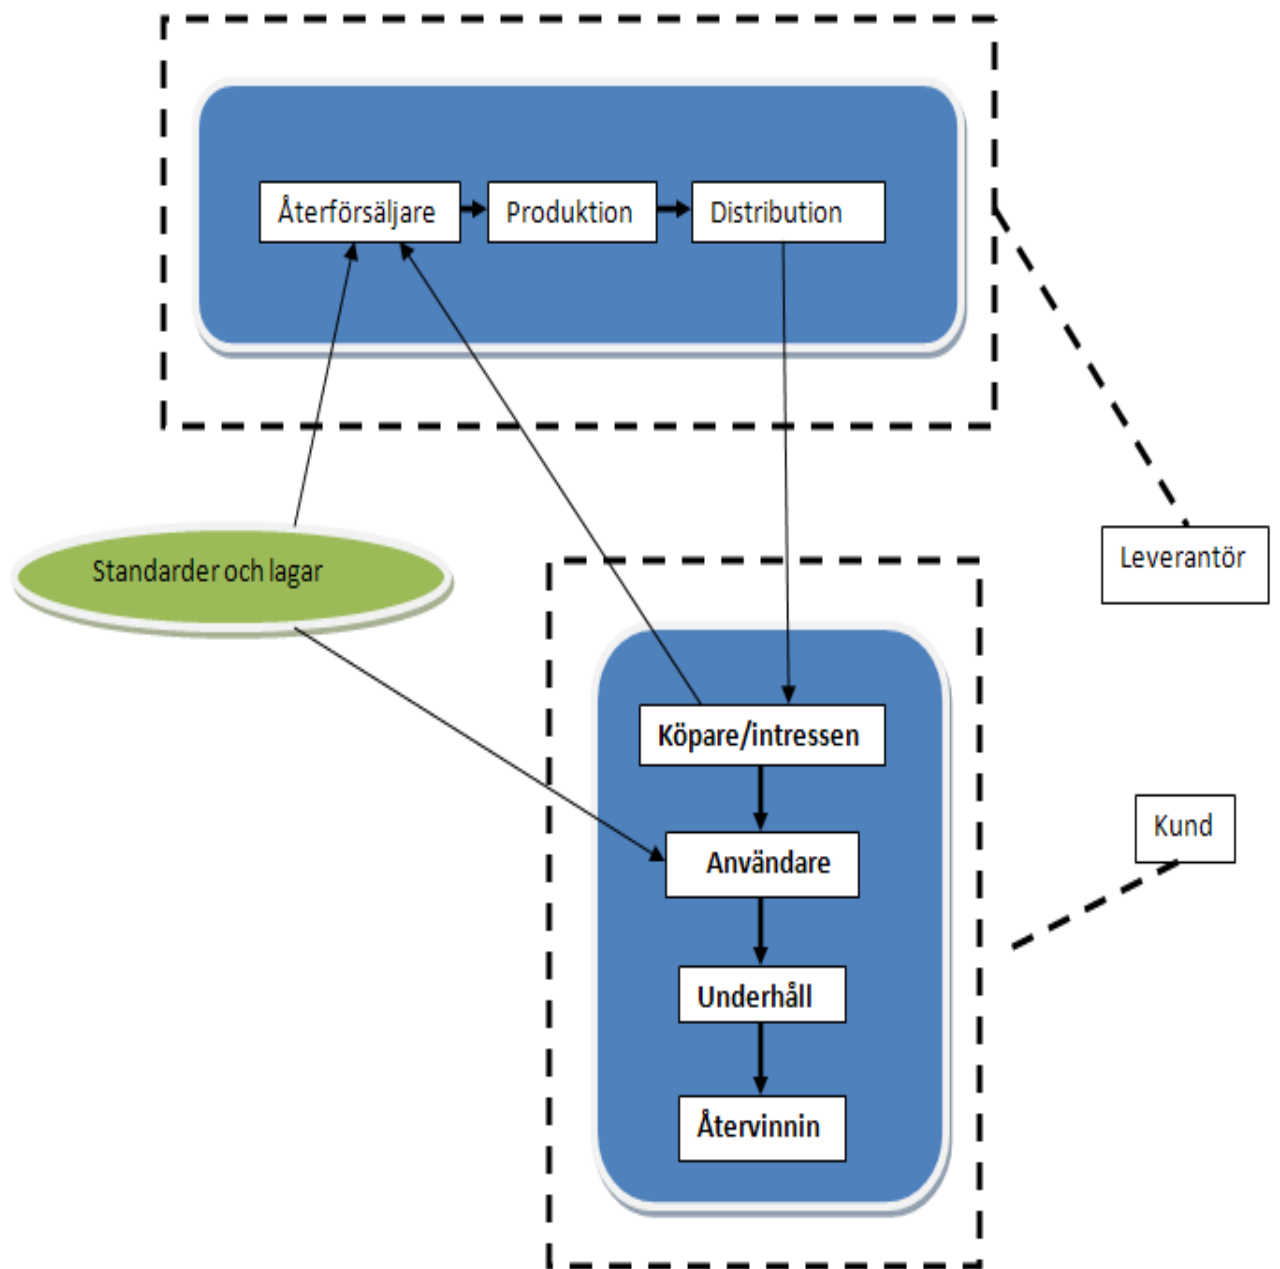 Återförsäljare
Produktion
Distribution
Standarder och lagar
Leverantör
Köpare/intressen
Kund
Användare
Underhåll
Återvinnin